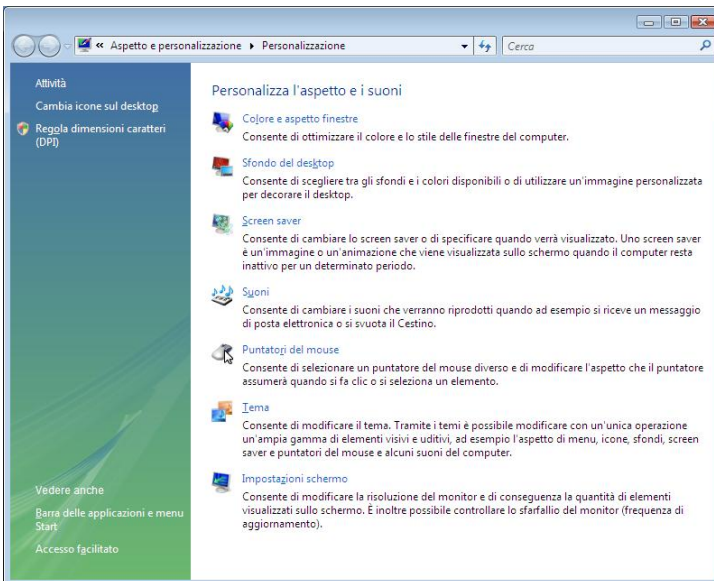 « Aspetto e personalizzazione Personalizzazione
Cerca
Attività
Cambia icone sul desktop
Regola dimensioni caratteri
(DPI)
Personalizza l'aspetto e i suoni
Colore e aspetto finestre
Consente di ottimizzare il colore e lo stile delle finestre del computer.
Sfondo del desktop
Consente di scegliere tra gli sfondi e i colori disponibili o di utilizzare un'immagine personalizzata
per decorare il desktop.
Screen saver
Consente di cambiare lo screen saver o di specificare quando verrà visualizzato. Uno screen saver
è un'immagine o un'animazione che viene visualizzata sullo schermo quando il computer resta
inattivo per un determinato periodo.
Suoni
Consente di cambiare i suoni che verranno riprodotti quando ad esempio si riceve un messaggio
di posta elettronica o si svuota il Cestino.
Puntatori del mouse
Consente di selezionare un puntatore del mouse diverso e di modificare l'aspetto che il puntatore
assumerà quando si fa clic o si seleziona un elemento.
Tema
Consente di modificare il tema. Tramite i temi è possibile modificare con un'unica operazione
un'ampia gamma di elementi visivi e uditivi, ad esempio l'aspetto di menu, icone, sfondi, screen
saver e puntatori del mouse e alcuni suoni del computer.
Impostazioni schermo
Consente di modificare la risoluzione del monitor e di conseguenza la quantità di elementi
visualizzati sullo schermo. È inoltre possibile controllare lo sfarfallio del monitor (frequenza di
aggiornamento).
Vedere anche
Barra delle applicazioni e menu
Start
Accesso facilitato